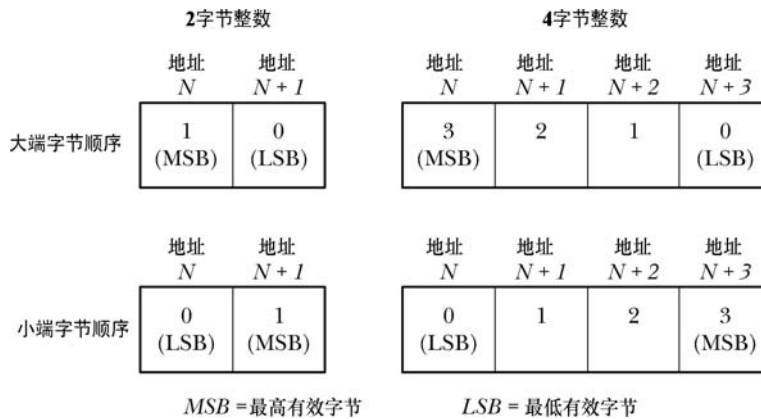 2字节整数 4字节整数
地址 地址 地址 地址 地址 地址
N N + 1 N N + 1 N + 2 N + 3
大端字节顺序 1 0 3 2 1 0
(MSB) (LSB) (MSB) (LSB)
地址 地址 地址 地址 地址 地址
N N + 1 N N + 1 N + 2 N + 3
小端字节顺序 0 1 0 1 2 3
(LSB) (MSB) (LSB) (MSB)
MSB =最高有效字节 LSB =最低有效字节